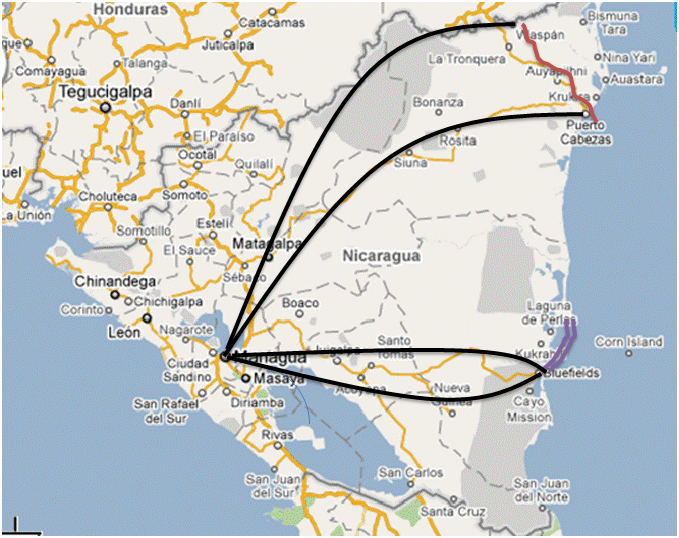 Honduras
Catacamas
Bismuna
Tara
Juticalpa
Waspán
Comayagua
Talanga
La Tronquera
Nina Yari
Auyapihni
Auastara
Tegucigalpa
Danlí
Bonanza
El Paraíso
Rosita
Puerto
Cabezas
Ocotal
Quilalí
Siuna
uel
Choluteca
Somoto
La Unión
Somotillo
Estelí
Matagalpa
El Sauce
Nicaragua
Chinandega
Chichigalpa
Boaco
Laguna
de Perlas
Corinto
León
Nagarote
Santo
Tomas
Corn Island
Managua
Ciudad
Sandino
Masaya
Acoyapa
Bluefields
San Rafael
del Sur
Diriamba
Nueva
Guinea
Cayo
Mission
Rivas
San Juan
del Sur
San Carlos
San Juan
del Norte
Santa Cruz